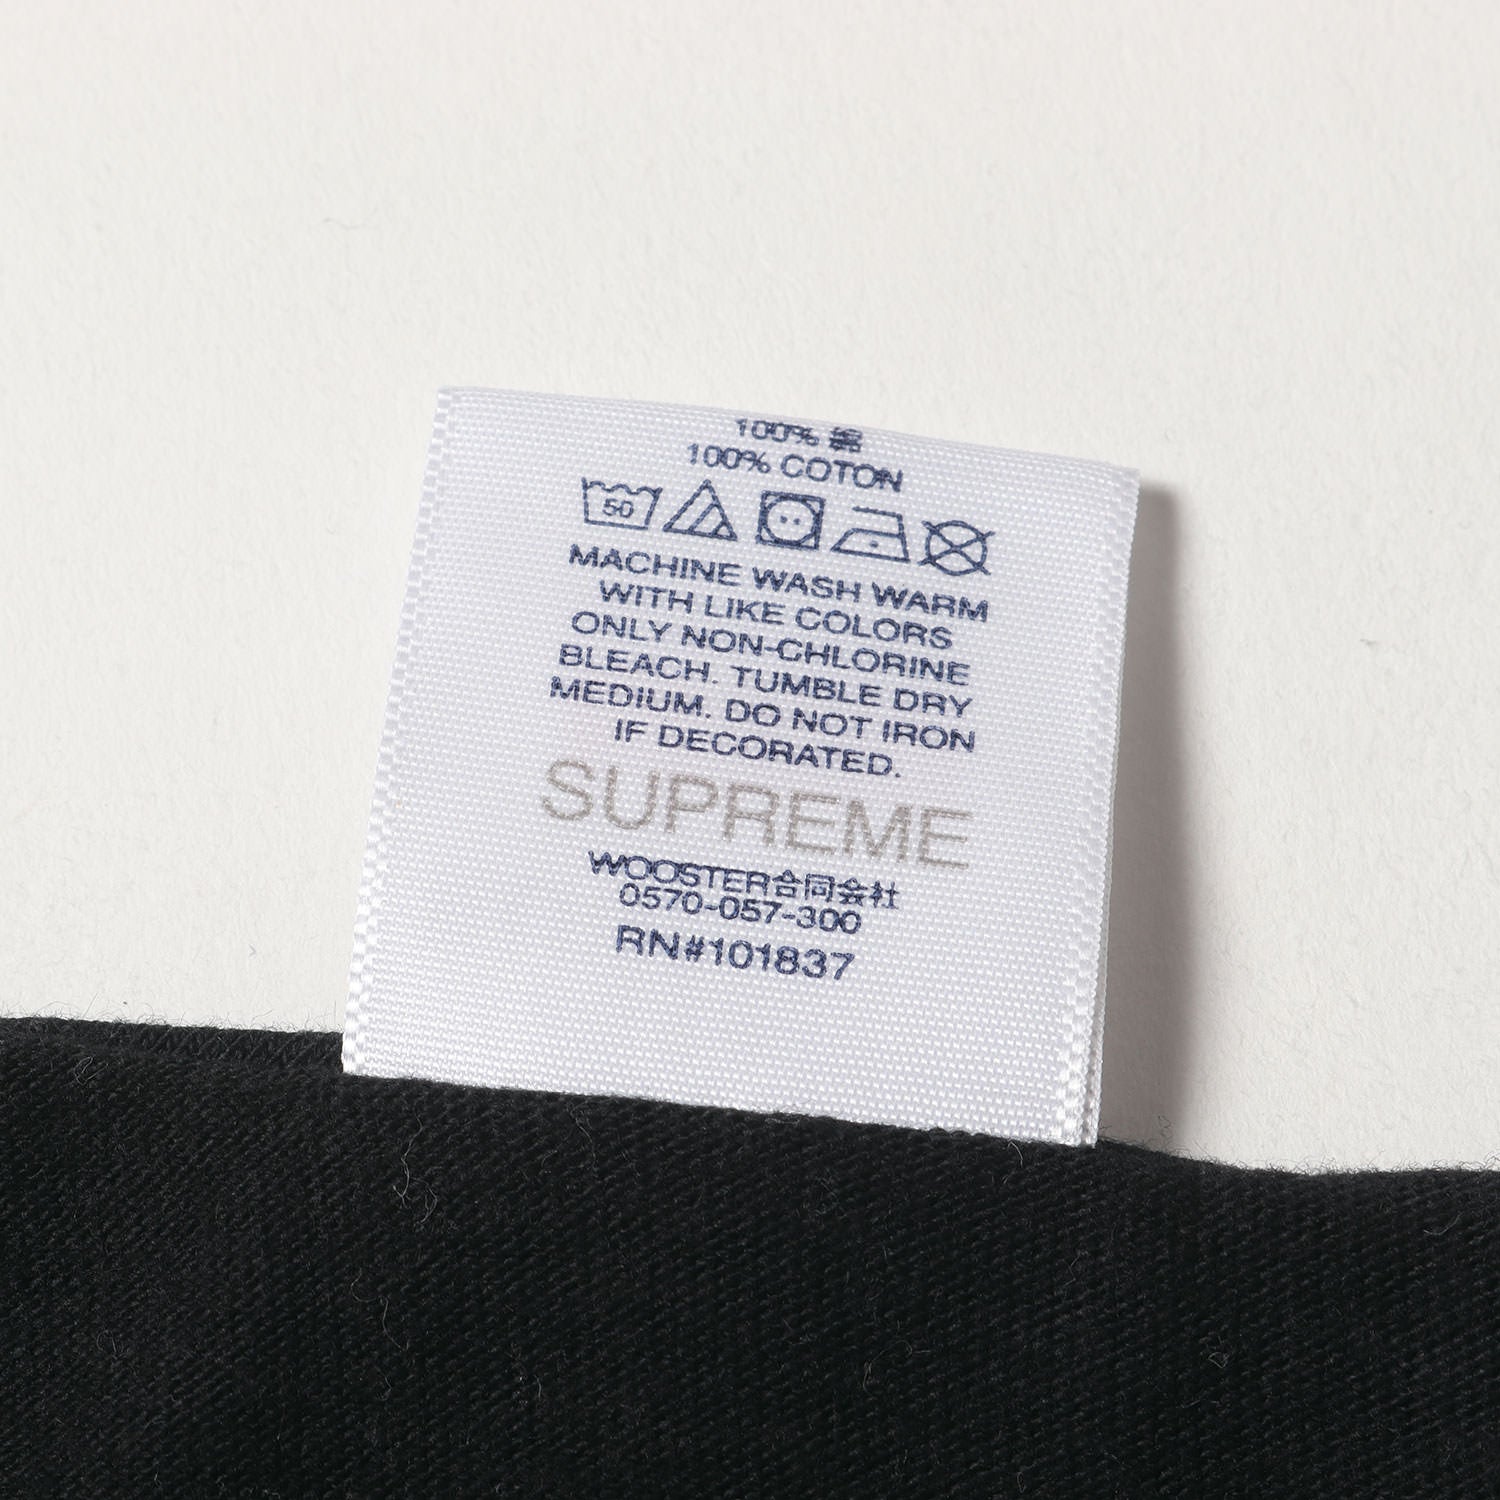 100% 綿
100% COTON
50
MACHINE WASH WARM
WITH LIKE COLORS
ONLY NON-CHLORINE
BLEACH. TUMBLE DRY
MEDIUM. DO NOT IRON
IF DECORATED.
SUPREME
WOOSTER合同会社
0570-057-300
RN#101837